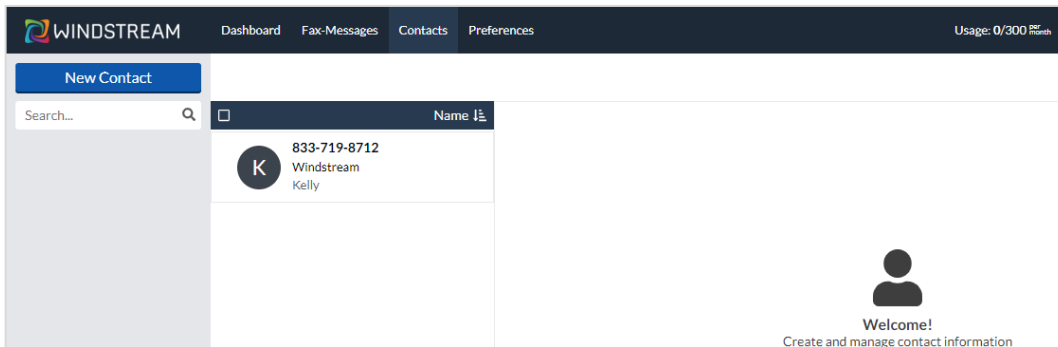 WINDSTREAM Dashboard Fax-Messages Contacts Preferences Usage: 0/300 per month
New Contact
Search...
Name
833-719-8712
K
Windstream
Kelly
Welcome!
Create and manage contact information